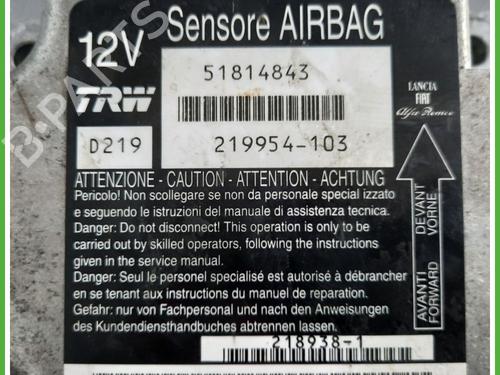 12V Sensore AIRBAG
51814843
TRW
LANCIA
FIAT
Alfa Romeo
D219
219954-103
ATTENZIONE - CAUTION - ATTENTION - ACHTUNG
Pericolo! Non scollegare se non da personale special izzato
e seguendo le istruzioni del manuale di assistenza tecnica.
Danger: Do not disconnect! This operation is only to be
carried out by skilled operators, following the instructions
given in the service manual.
Danger: Seul le personel specialisé est autorisé à débrancher
en se tenant aux instructions du manuel de reparation.
Gefahr: nur von Fachpersonal und nach den Anweisungen
des Kundendiensthandbuches abtrennen lassen.
AVANTI DEVANT
FORWARD VORNE
218938-1
B-PARTS